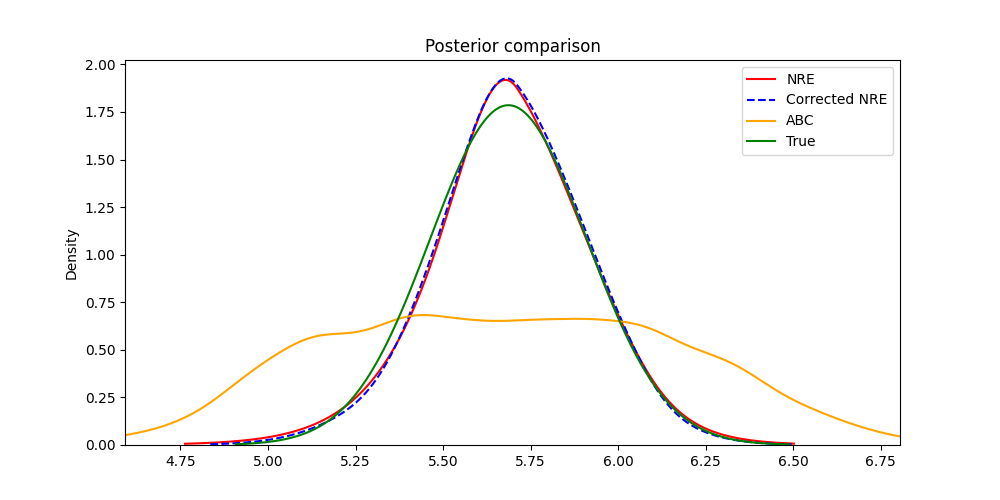 Posterior comparison
NRE
Corrected NRE
ABC
True
Density
2.00
1.75
1.50
1.25
1.00
0.75
0.50
0.25
0.00
4.75 5.00 5.25 5.50 5.75 6.00 6.25 6.50 6.75